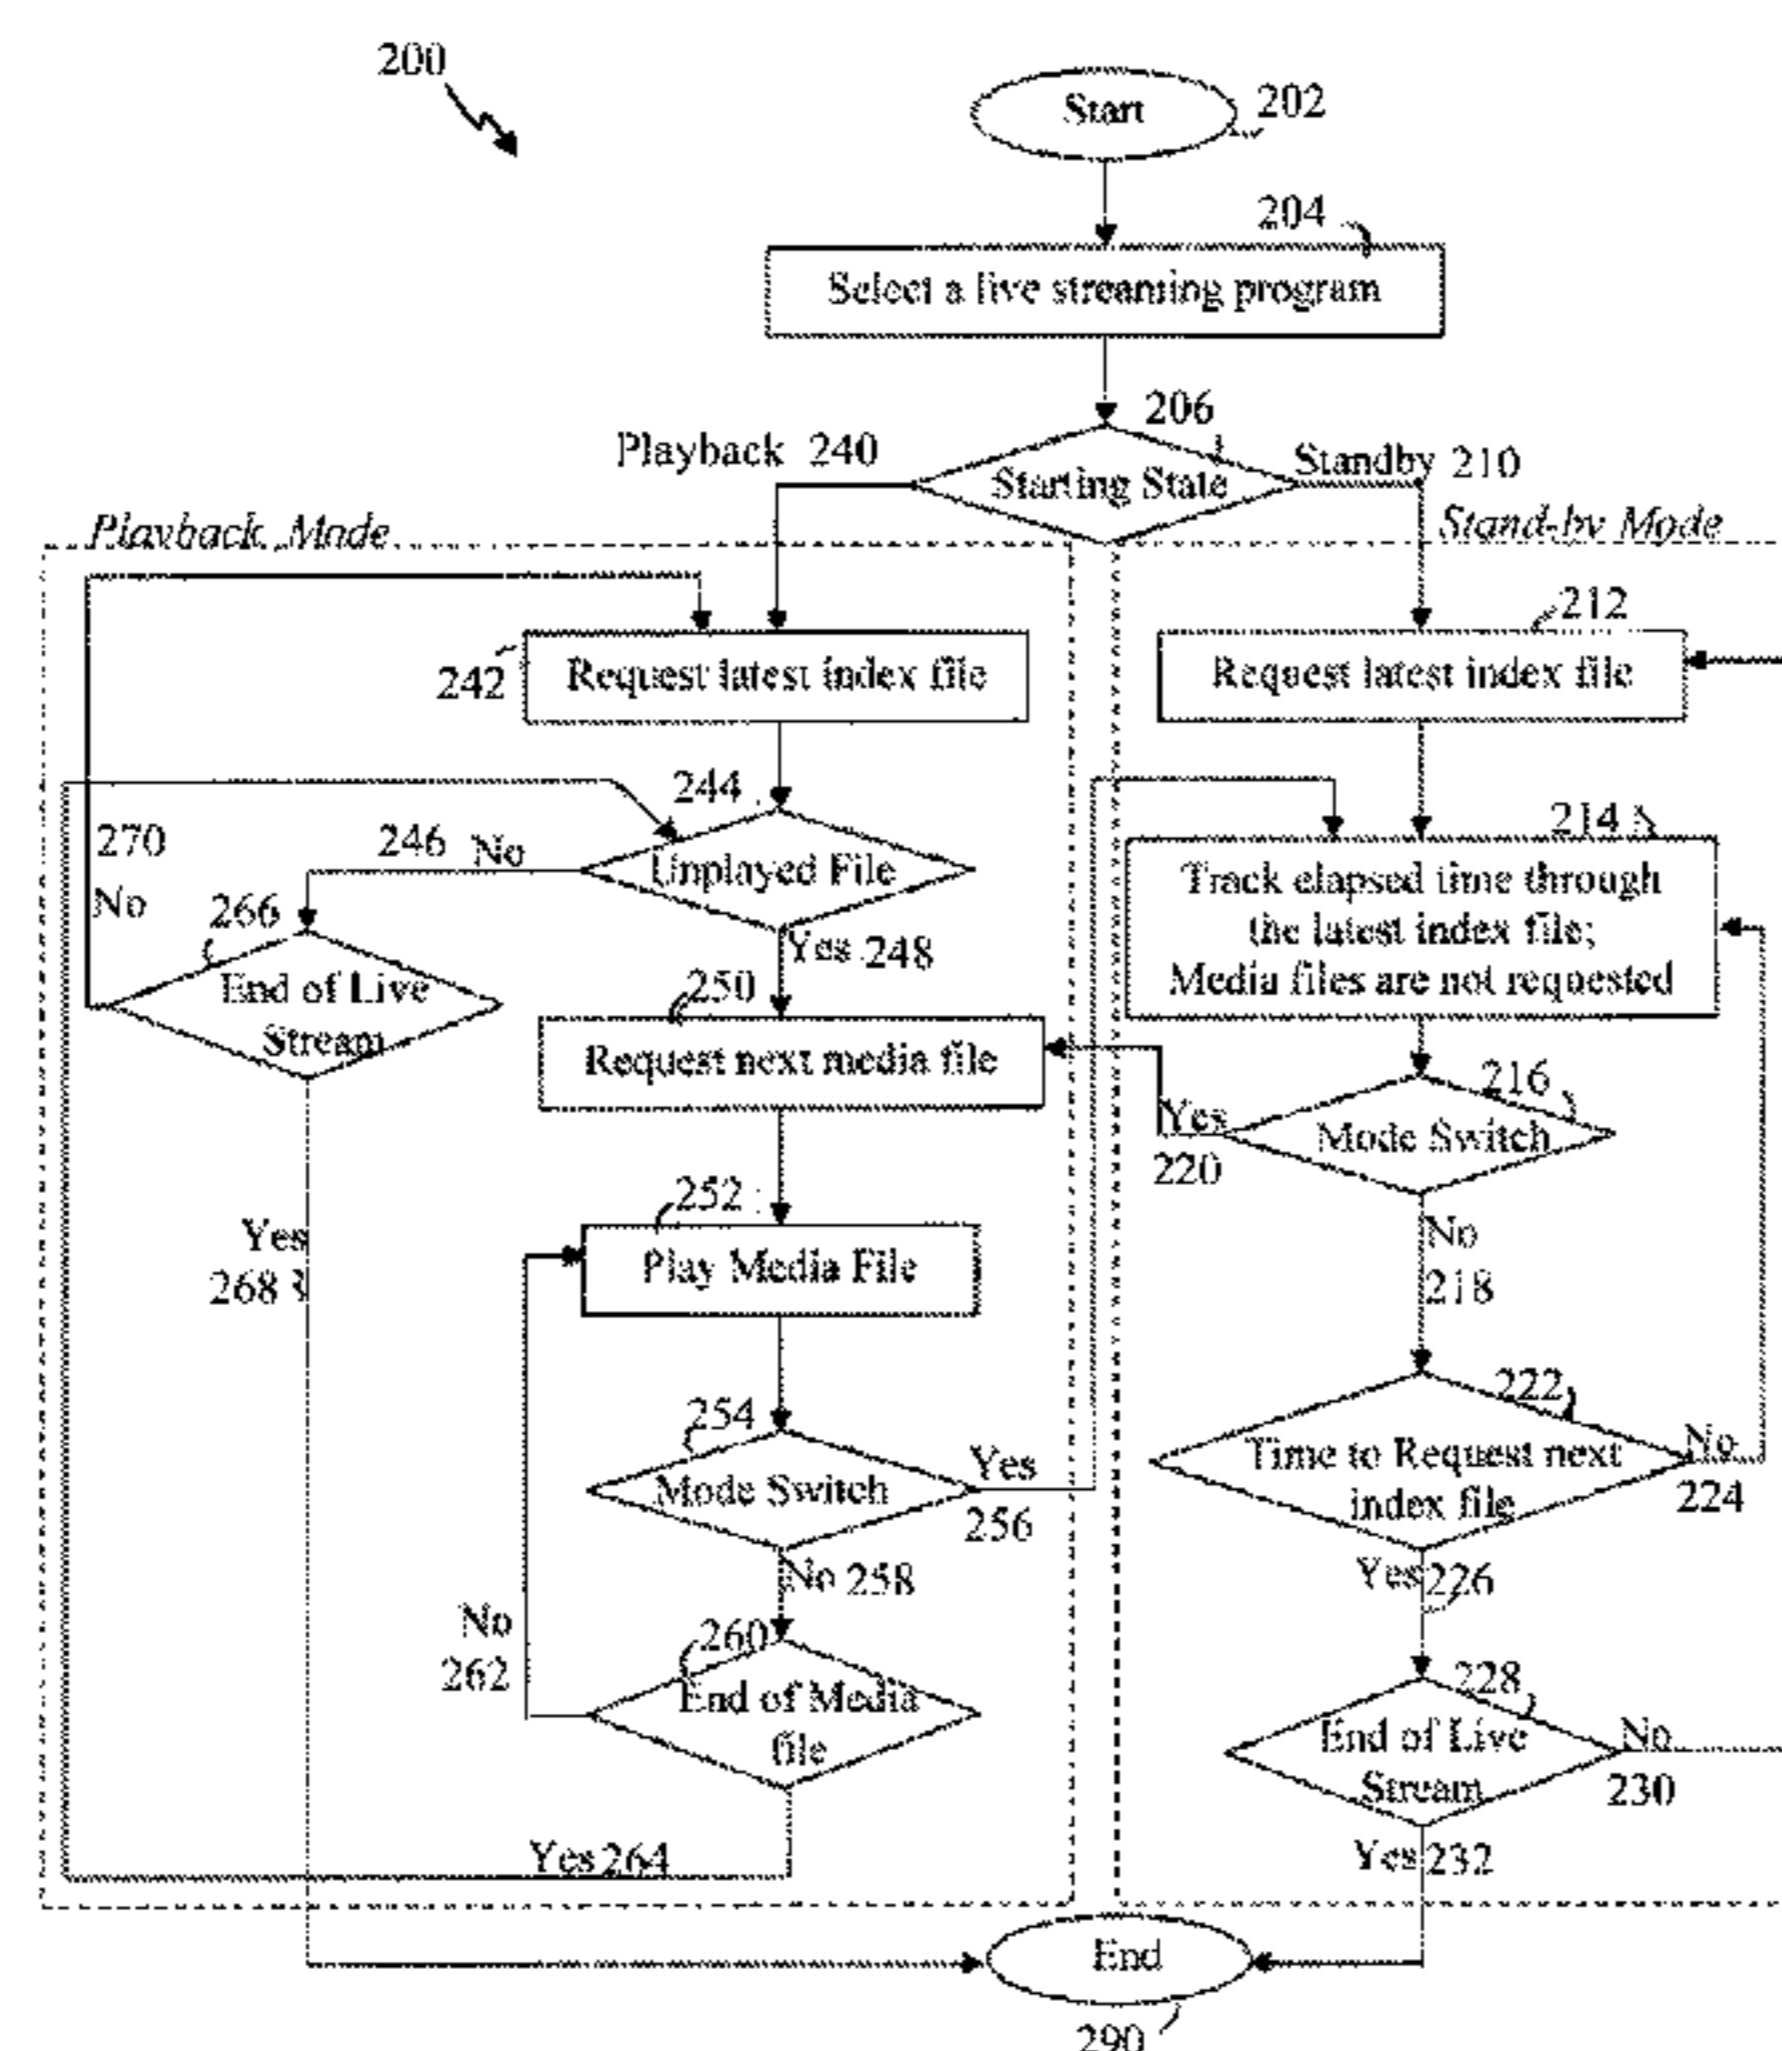 200
Start
202
204
Select a live streaming program
206
Playback 240
Starting State
Standby 210
Playback Mode
Stand-by Mode
212
242
Request latest index file
Request latest index file
244
214
270
246 No
Unplayed File
Track elapsed time through
the latest index file;
Media files are not requested
No
266
Yes 248
End of Live
Stream
250
Request next media file
216
Yes
220
Mode Switch
252
No
218
Yes
268
Play Media File
222
254
Yes
No
Mode Switch
Time to Request next
index file
256
224
No 258
Yes 226
No
262
260
228
End of Media
file
End of Live
Stream
No
230
Yes 264
Yes 232
End
290